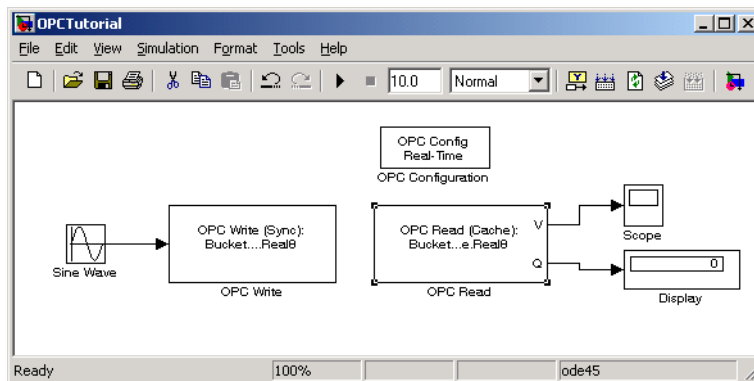 OPCTutorial
File Edit View Simulation Format Tools Help
10.0 Normal
OPC Config
Real-Time
OPC Configuration
OPC Write (Sync):
Bucket....Real8
OPC Write
OPC Read (Cache):
Bucket...e.Real8
V
Q
OPC Read
Sine Wave
Scope
0
Display
Ready 100% ode45